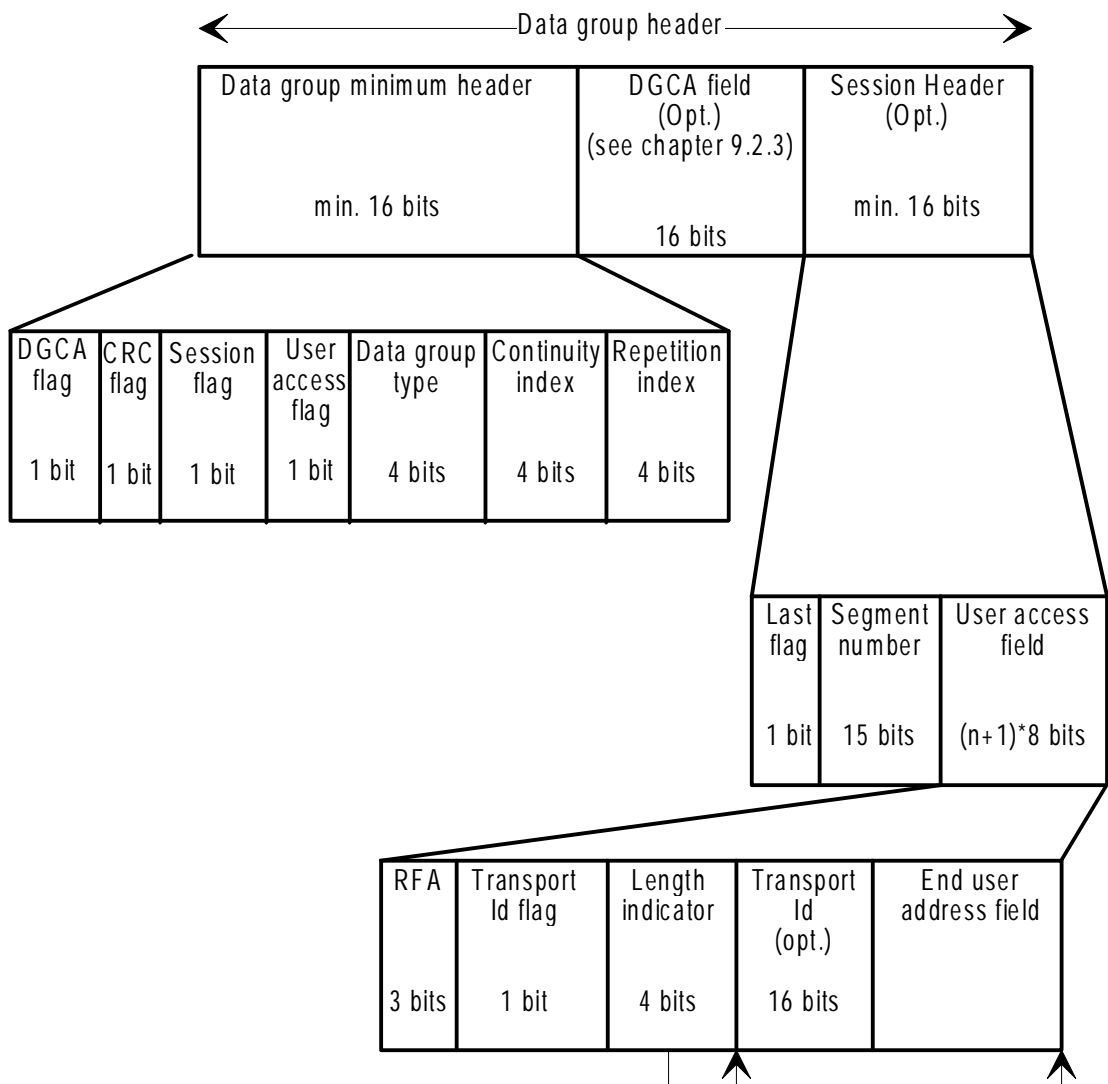 Data group header
Data group minimum header
min. 16 bits
DGCA field
(Opt.)
(see chapter 9.2.3)
16 bits
Session Header
(Opt.)
min. 16 bits
DGCA
flag
1 bit
CRC
flag
1 bit
Session
flag
1 bit
User
access
flag
1 bit
Data group
type
4 bits
Continuity
index
4 bits
Repetition
index
4 bits
Last
flag
1 bit
Segment
number
15 bits
User access
field
(n+1)*8 bits
RFA
3 bits
Transport
Id flag
1 bit
Length
indicator
4 bits
Transport
Id
(opt.)
16 bits
End user
address field